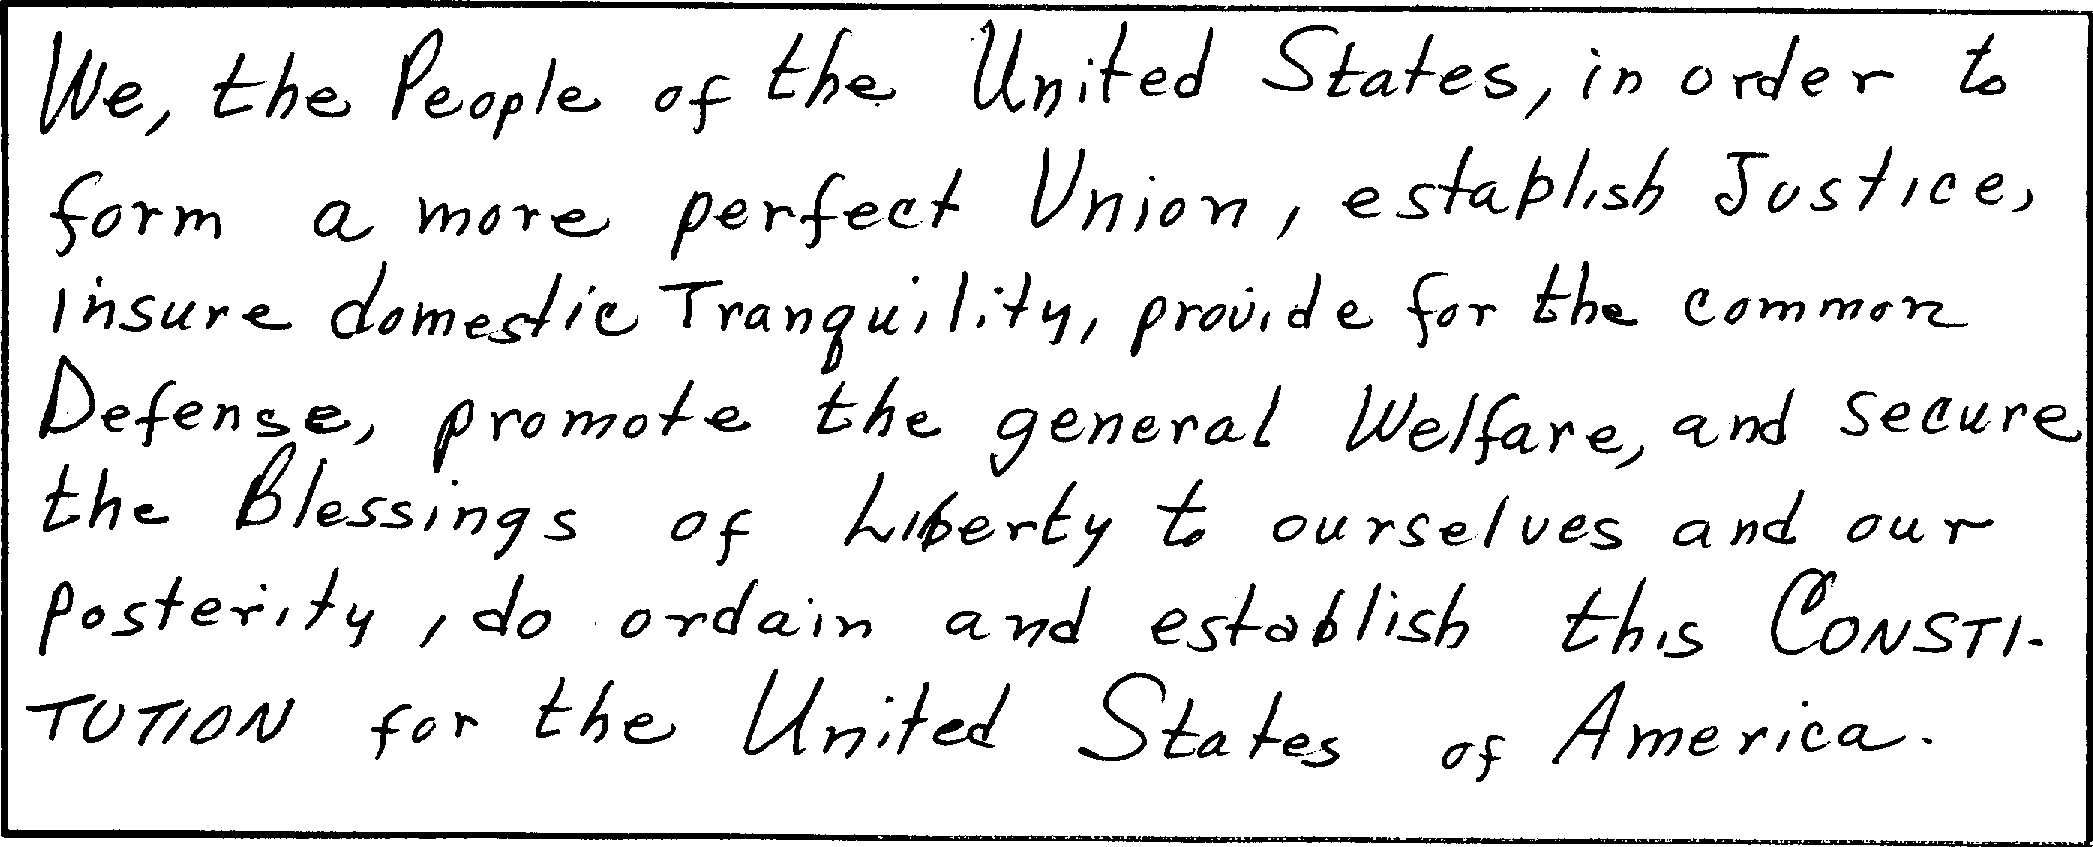 We, the People of the United States, in order to
form a more perfect Union, establish Justice,
insure domestic Tranquility, provide for the common
Defense, promote the general Welfare, and secure
the Blessings of Liberty to ourselves and our
posterity, do ordain and establish this CONSTI-
TUTION for the United States of America.